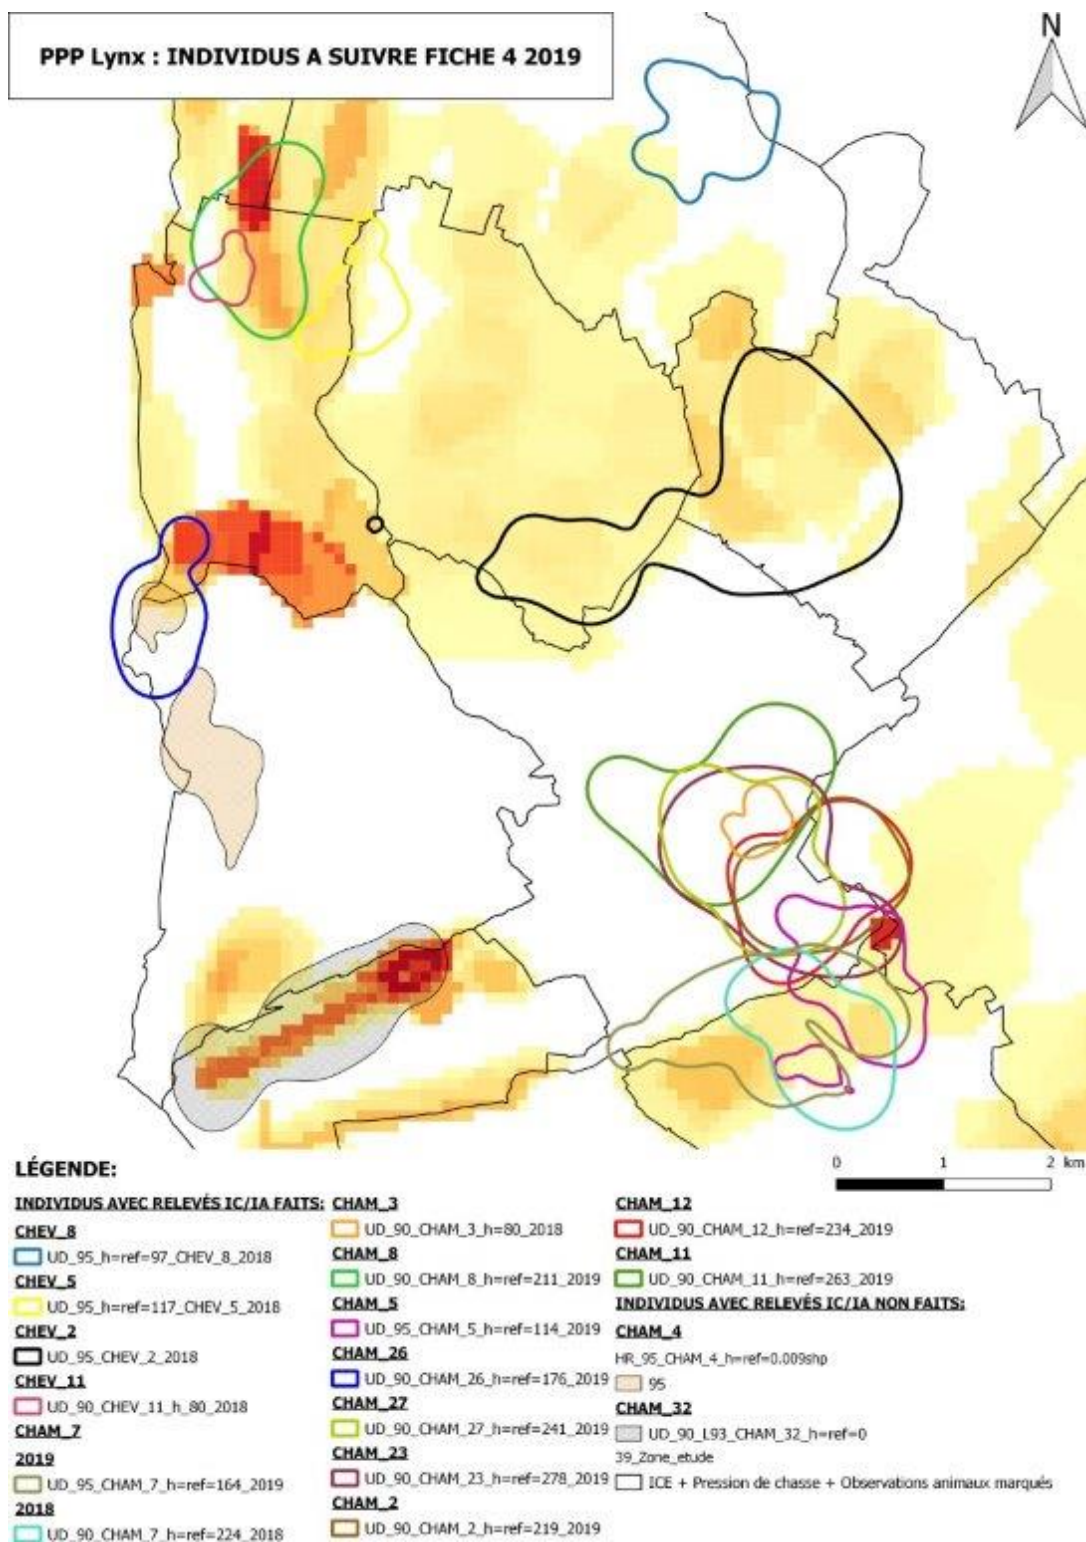 PPP Lynx : INDIVIDUS A SUIVRE FICHE 4 2019
N
0 1 2 km
LÉGENDE:
INDIVIDUS AVEC RELEVÉS IC/IA FAITS:
CHEV_8
UD_95_h=ref=97_CHEV_8_2018
CHEV_5
UD_95_h=ref=117_CHEV_5_2018
CHEV_2
UD_95_CHEV_2_2018
CHEV_11
UD_90_CHEV_11_h_80_2018
CHAM_7
2019
UD_95_CHAM_7_h=ref=164_2019
2018
UD_90_CHAM_7_h=ref=224_2018
CHAM_3
UD_90_CHAM_3_h=80_2018
CHAM_8
UD_90_CHAM_8_h=ref=211_2019
CHAM_5
UD_95_CHAM_5_h=ref=114_2019
CHAM_26
UD_90_CHAM_26_h=ref=176_2019
CHAM_27
UD_90_CHAM_27_h=ref=241_2019
CHAM_23
UD_90_CHAM_23_h=ref=278_2019
CHAM_2
UD_90_CHAM_2_h=ref=219_2019
CHAM_12
UD_90_CHAM_12_h=ref=234_2019
CHAM_11
UD_90_CHAM_11_h=ref=263_2019
INDIVIDUS AVEC RELEVÉS IC/IA NON FAITS:
CHAM_4
HR_95_CHAM_4_h=ref=0.009shp
95
CHAM_32
UD_90_L93_CHAM_32_h=ref=0
39_Zone_etude
ICE + Pression de chasse + Observations animaux marqués